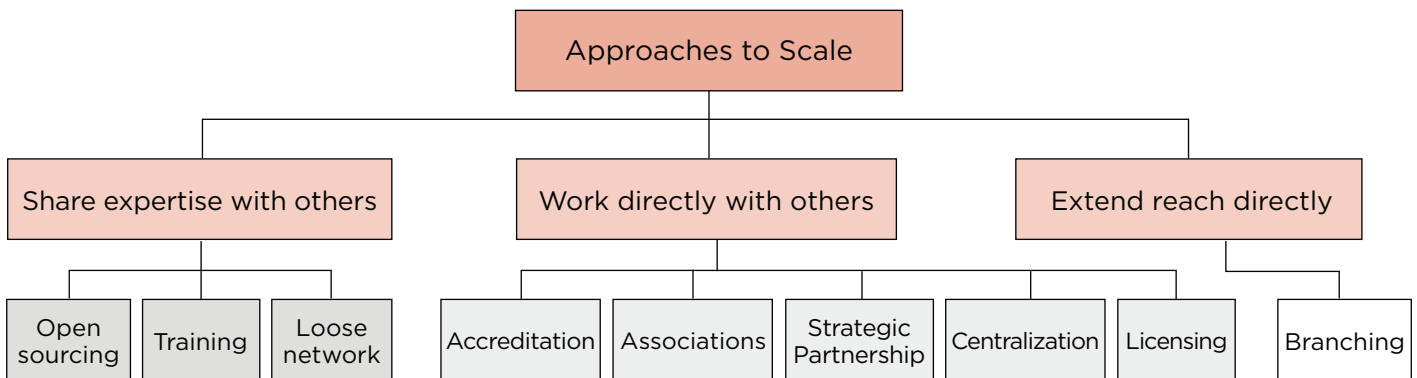 Approaches to Scale
Share expertise with others
Work directly with others
Extend reach directly
Open
sourcing
Training
Loose
network
Accreditation
Associations
Strategic
Partnership
Centralization
Licensing
Branching